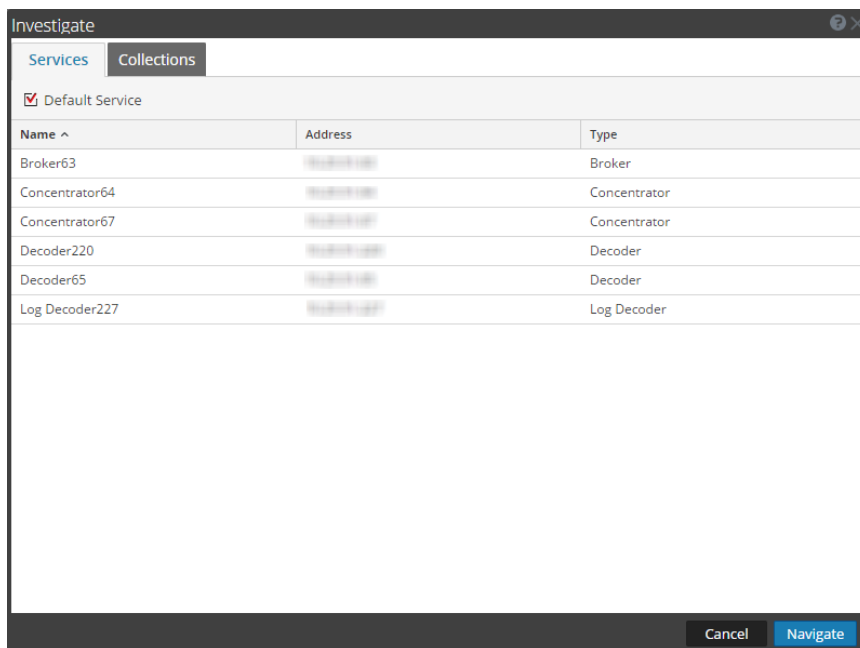 Investigate
Services Collections
Default Service
Name Address Type
Broker63 Broker
Concentrator64 Concentrator
Concentrator67 Concentrator
Decoder220 Decoder
Decoder65 Decoder
Log Decoder227 Log Decoder
Cancel Navigate